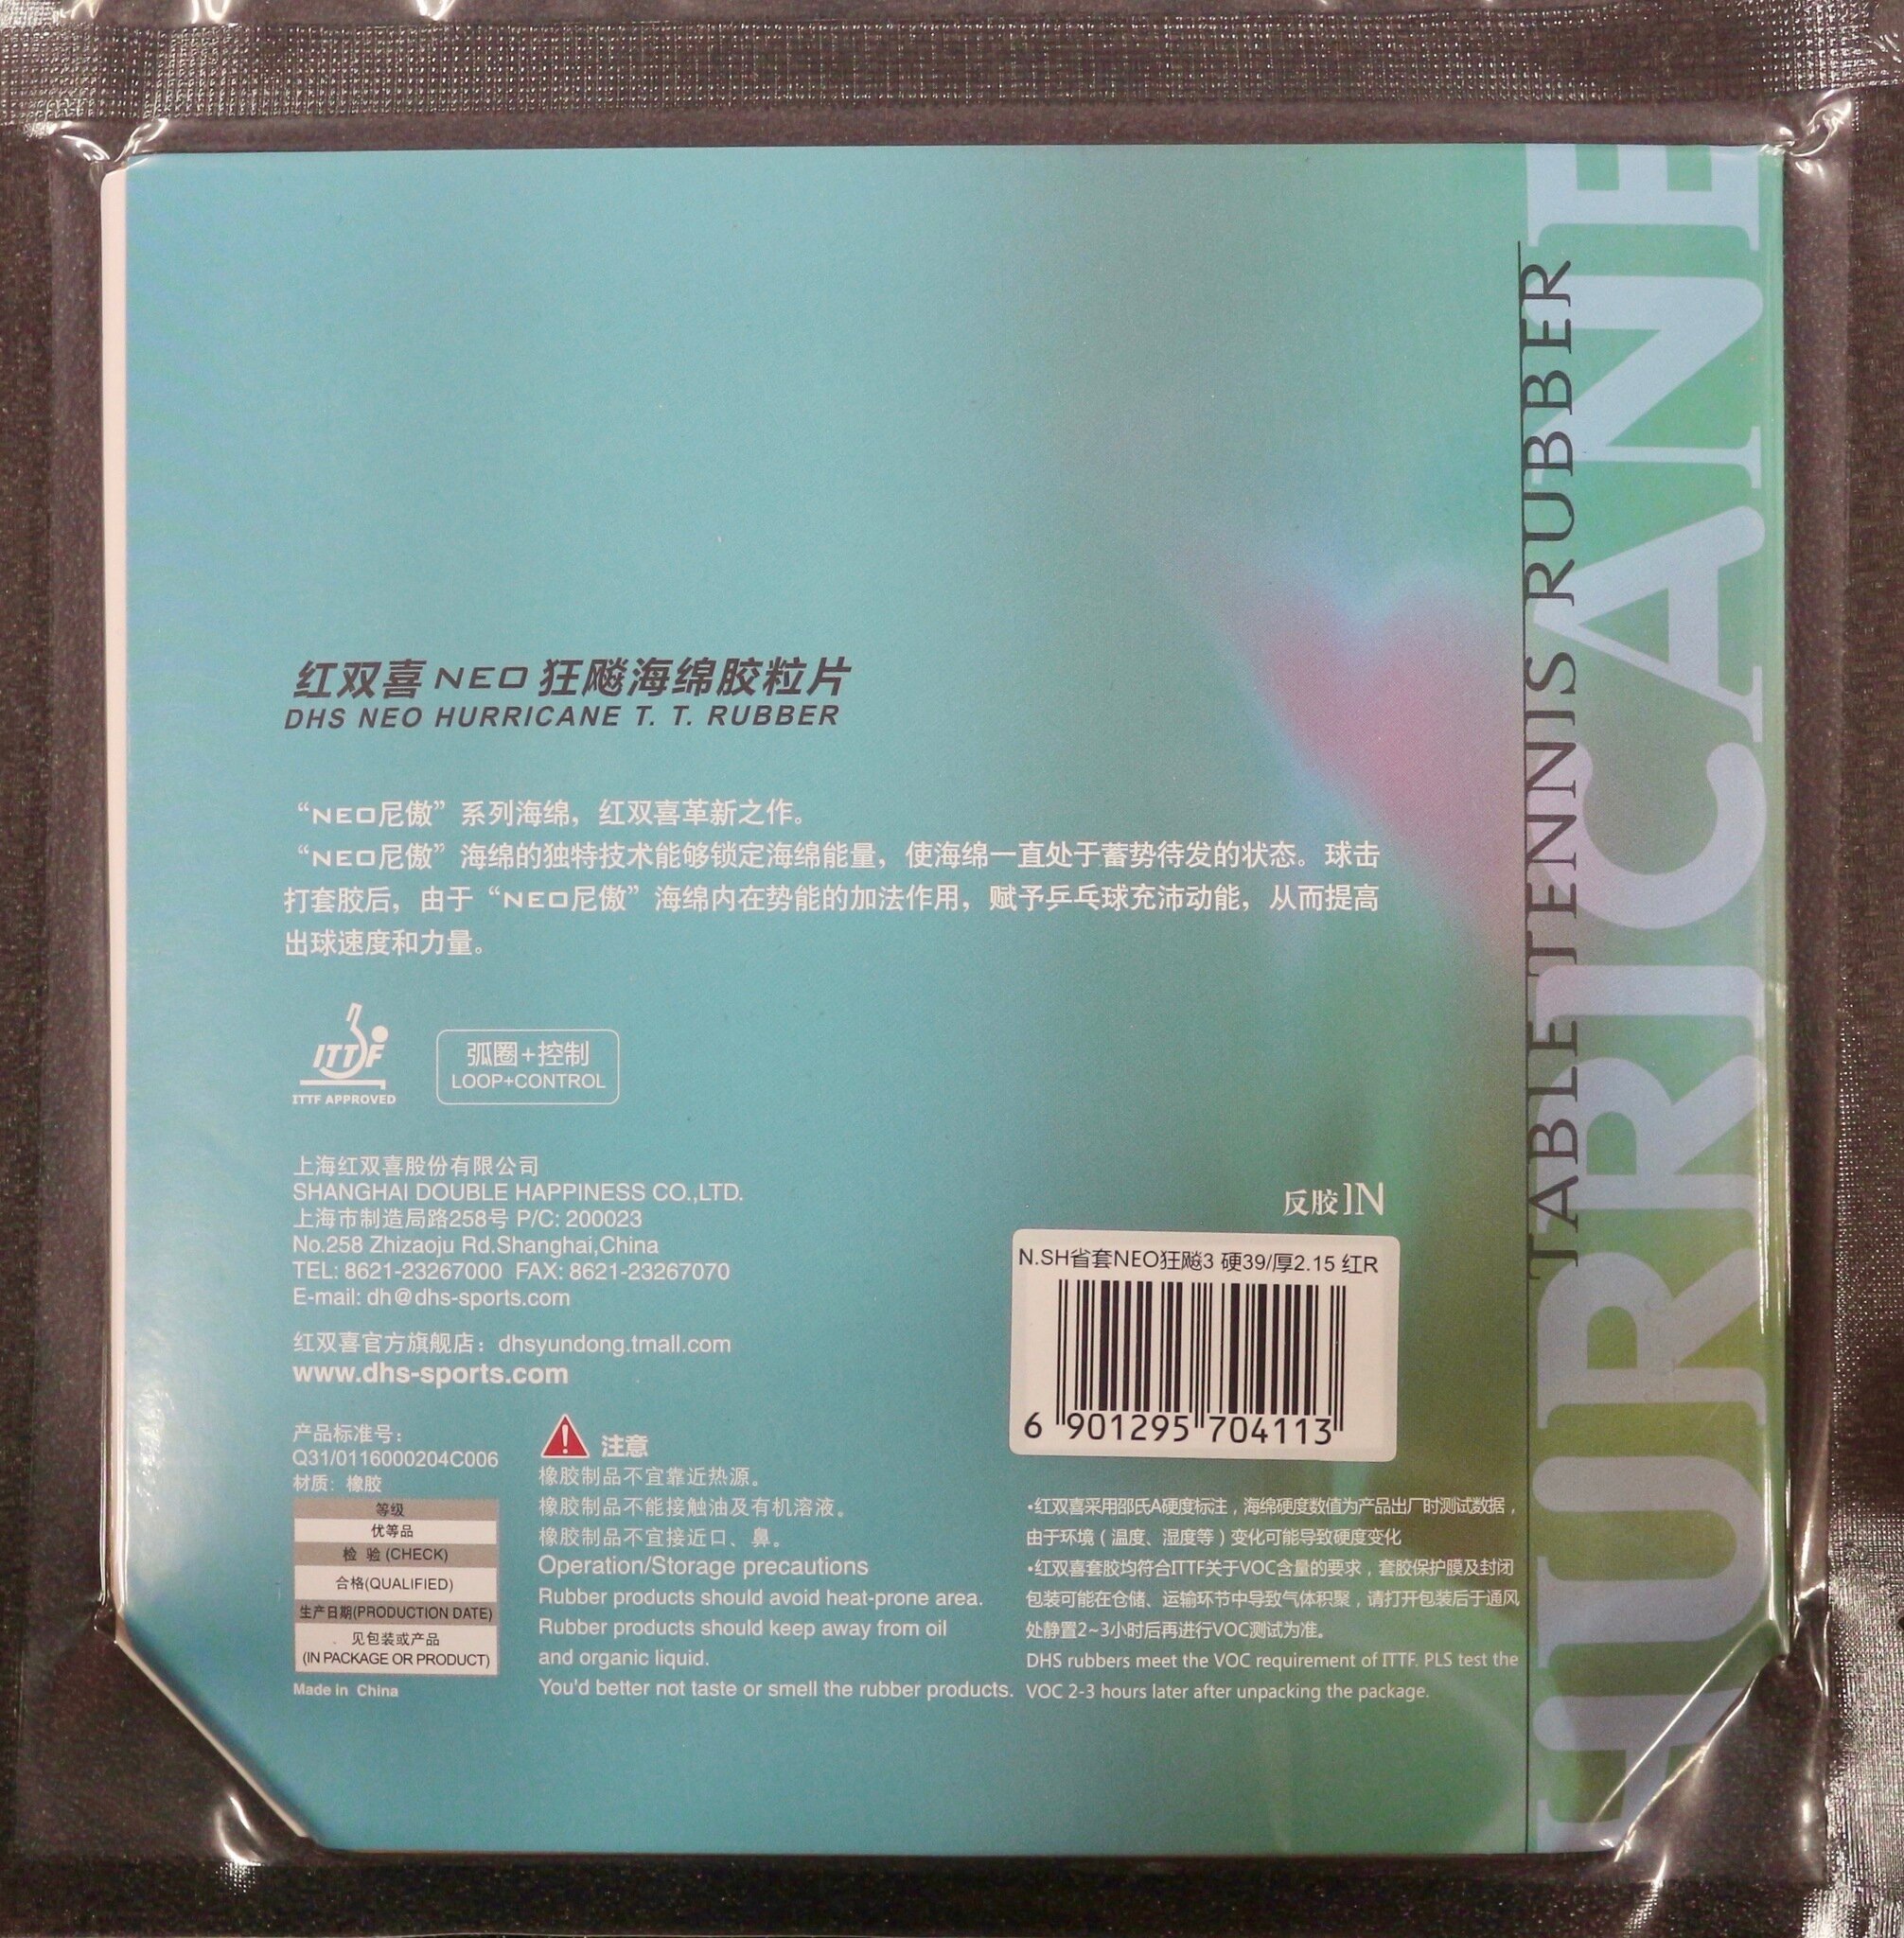 红双喜NEO 狂飚海绵胶粒片
DHS NEO HURRICANE T. T. RUBBER
“NEO尼傲”系列海绵，红双喜革新之作。
“NEO尼傲”海绵的独特技术能够锁定海绵能量，使海绵一直处于蓄势待发的状态。球击
打套胶后，由于“NEO尼傲”海绵内在势能的加法作用，赋予乒乓球充沛动能，从而提高
出球速度和力量。
ITTF
ITTF APPROVED
弧圈+控制
LOOP+CONTROL
上海红双喜股份有限公司
SHANGHAI DOUBLE HAPPINESS CO.,LTD.
上海市制造局路258号 P/C: 200023
No.258 Zhizaoju Rd.Shanghai,China
TEL: 8621-23267000 FAX: 8621-23267070
E-mail: dh@dhs-sports.com
红双喜官方旗舰店：dhsyundong.tmall.com
www.dhs-sports.com
产品标准号：
Q31/0116000204C006
材质：橡胶
等级
优等品
检 验 (CHECK)
合格(QUALIFIED)
生产日期(PRODUCTION DATE)
见包装或产品
(IN PACKAGE OR PRODUCT)
Made in China
注意
橡胶制品不宜靠近热源。
橡胶制品不能接触油及有机溶液。
橡胶制品不宜接近口、鼻。
Operation/Storage precautions
Rubber products should avoid heat-prone area.
Rubber products should keep away from oil
and organic liquid.
You'd better not taste or smell the rubber products.
反胶IN
N.SH省套NEO狂飚3 硬39/厚2.15 红R
6 901295 704113
•红双喜采用邵氏A硬度标注，海绵硬度数值为产品出厂时测试数据，
由于环境（温度、湿度等）变化可能导致硬度变化
•红双喜套胶均符合ITTF关于VOC含量的要求，套胶保护膜及封闭
包装可能在仓储、运输环节中导致气体积聚，请打开包装后于通风
处静置2~3小时后再进行VOC测试为准。
DHS rubbers meet the VOC requirement of ITTF. PLS test the
VOC 2-3 hours later after unpacking the package.
TABLE TENNIS RUBBER
HURRICANE